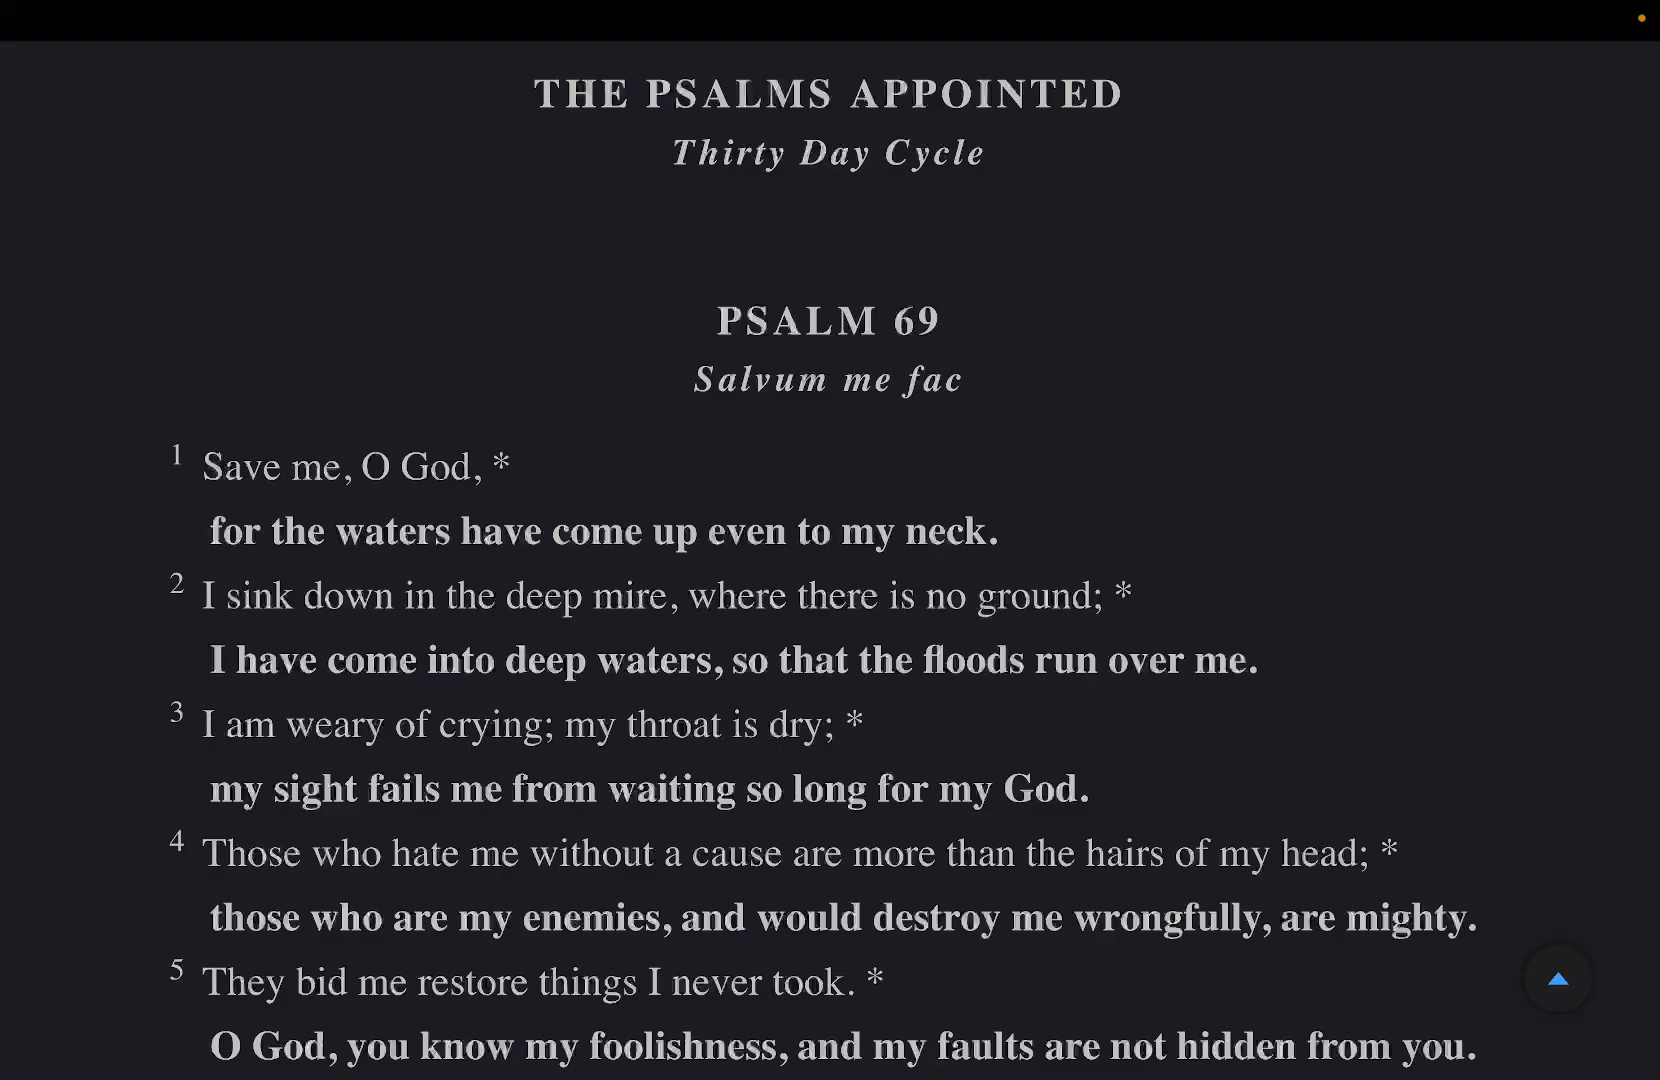 THE PSALMS APPOINTED
Thirty Day Cycle
PSALM 69
Salvum me fac
1 Save me, O God, *
for the waters have come up even to my neck.
2 I sink down in the deep mire, where there is no ground; *
I have come into deep waters, so that the floods run over me.
3 I am weary of crying; my throat is dry; *
my sight fails me from waiting so long for my God.
4 Those who hate me without a cause are more than the hairs of my head; *
those who are my enemies, and would destroy me wrongfully, are mighty.
5 They bid me restore things I never took. *
O God, you know my foolishness, and my faults are not hidden from you.